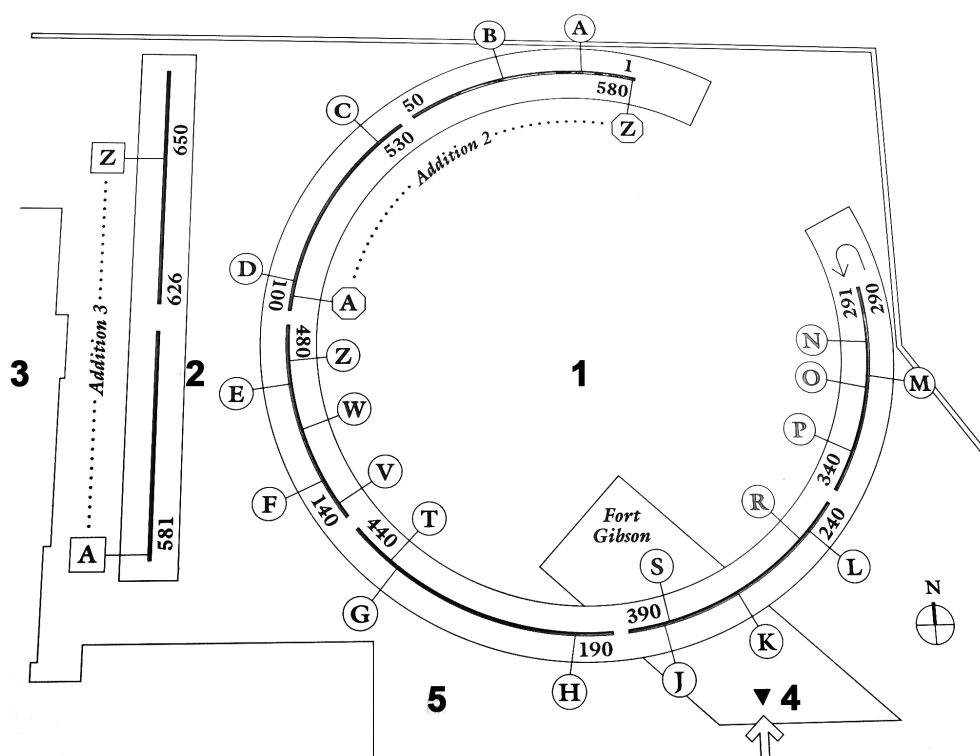 B
A
1
580
Z
50
C
530
Addition 2
Z
650
626
Addition 3
D
100
A
291
290
480
Z
N
O
M
3
2
1
E
W
P
340
F
V
140
R
240
T
440
Fort
Gibson
581
A
L
S
G
390
N
190
K
H
J
5
4